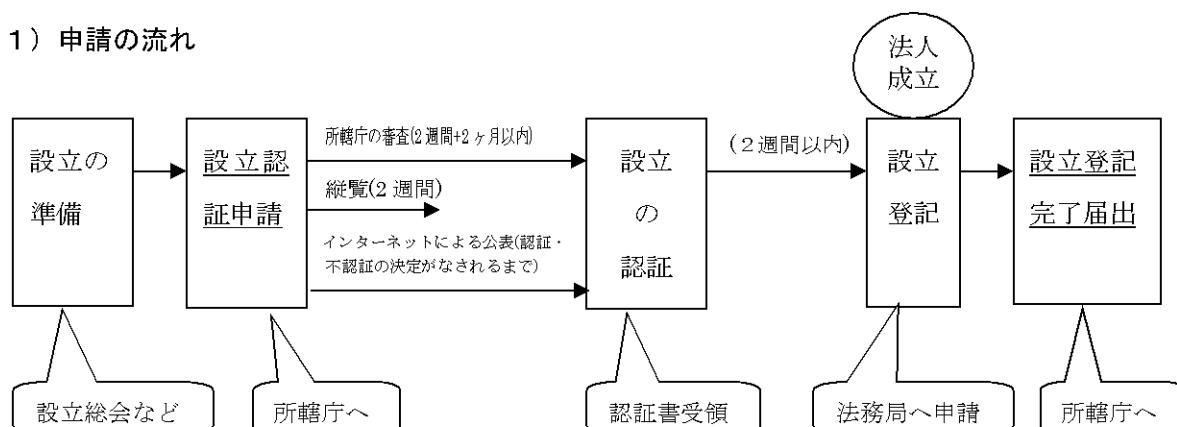 1）申請の流れ
法人
成立
設立の
準備
設立認
証申請
所轄庁の審査(2週間+2ヶ月以内)
縦覧(2 週間)
インターネットによる公表(認証・
不認証の決定がなされるまで)
設立
の
認証
(2週間以内)
設立
登記
設立登記
完了届出
設立総会など
所轄庁へ
認証書受領
法務局へ申請
所轄庁へ